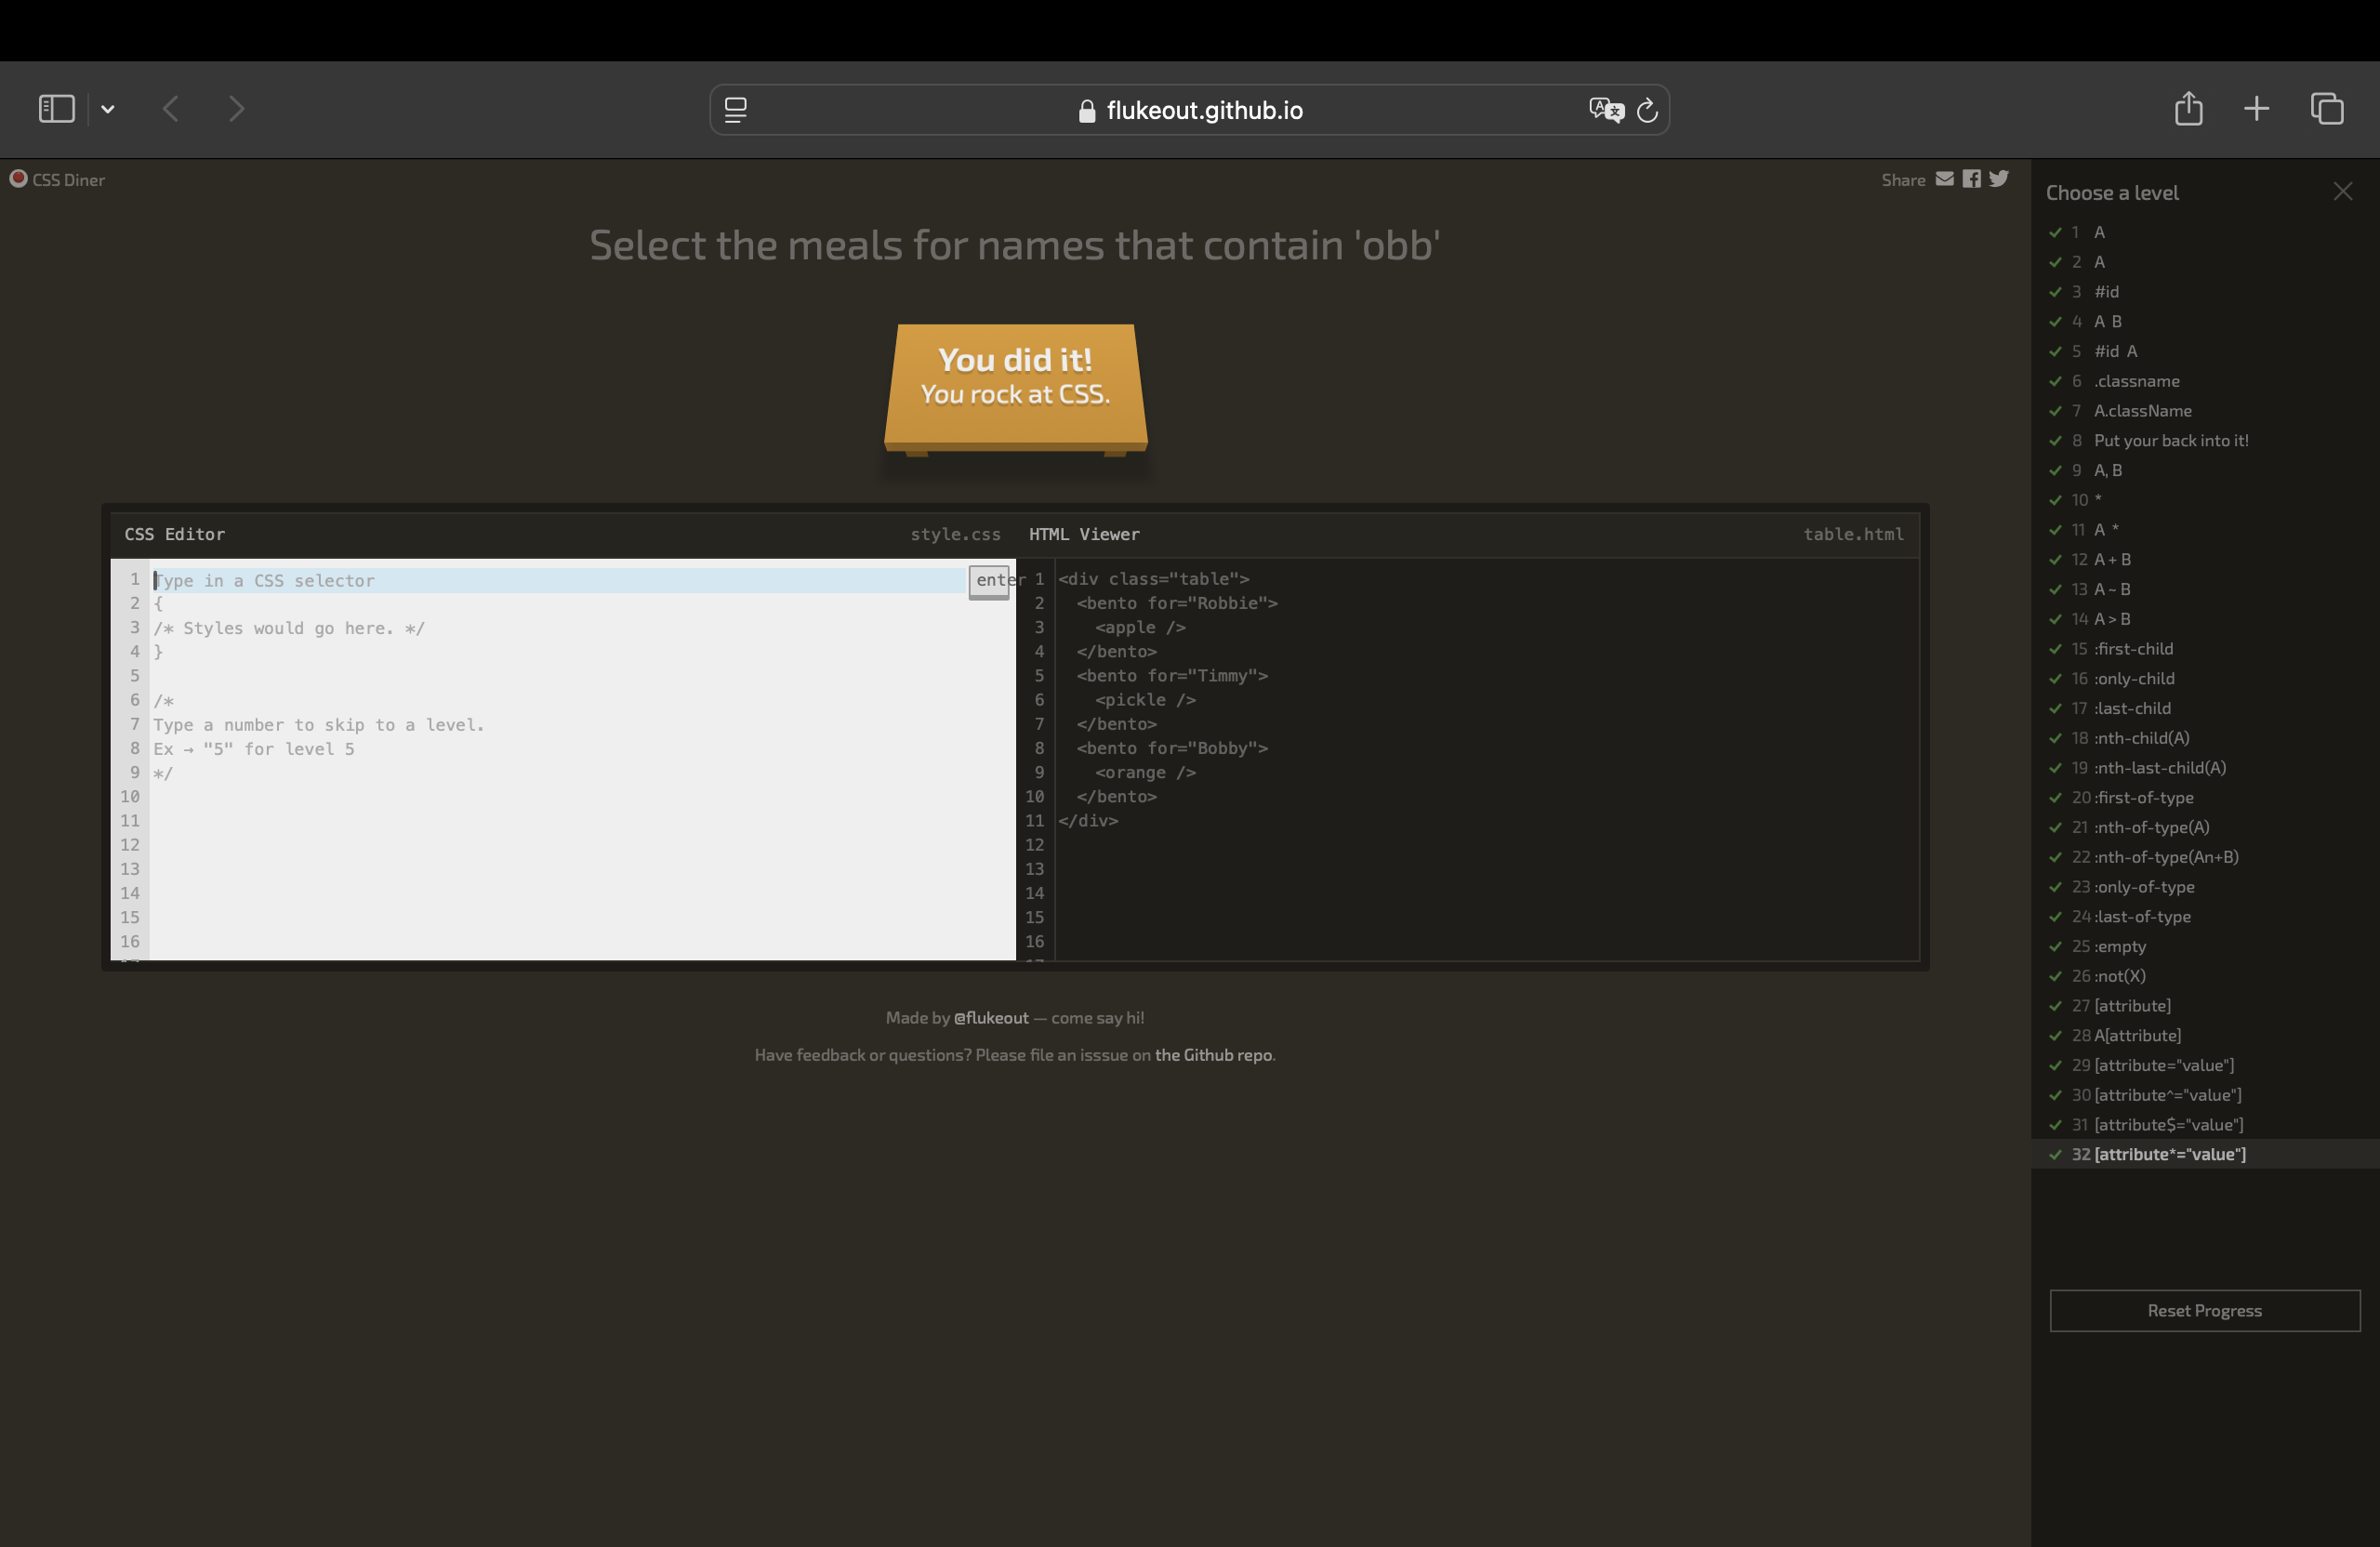 flukeout.github.io
CSS Diner
Share
Select the meals for names that contain 'obb'
You did it!
You rock at CSS.
CSS Editor
style.css
1 Type in a CSS selector
enter
2 {
3 /* Styles would go here. */
4 }
5
6 /*
7 Type a number to skip to a level.
8 Ex → "5" for level 5
9 */
10
11
12
13
14
15
16
HTML Viewer
table.html
1 <div class="table">
2 <bento for="Robbie">
3 <apple />
4 </bento>
5 <bento for="Timmy">
6 <pickle />
7 </bento>
8 <bento for="Bobby">
9 <orange />
10 </bento>
11 </div>
12
13
14
15
16
Made by @flukeout — come say hi!
Have feedback or questions? Please file an isssue on the Github repo.
Choose a level
1 A
2 A
3 #id
4 A B
5 #id A
6 .classname
7 A.className
8 Put your back into it!
9 A, B
10 *
11 A *
12 A + B
13 A ~ B
14 A > B
15 :first-child
16 :only-child
17 :last-child
18 :nth-child(A)
19 :nth-last-child(A)
20 :first-of-type
21 :nth-of-type(A)
22 :nth-of-type(An+B)
23 :only-of-type
24 :last-of-type
25 :empty
26 :not(X)
27 [attribute]
28 A[attribute]
29 [attribute="value"]
30 [attribute^="value"]
31 [attribute$="value"]
32 [attribute*="value"]
Reset Progress